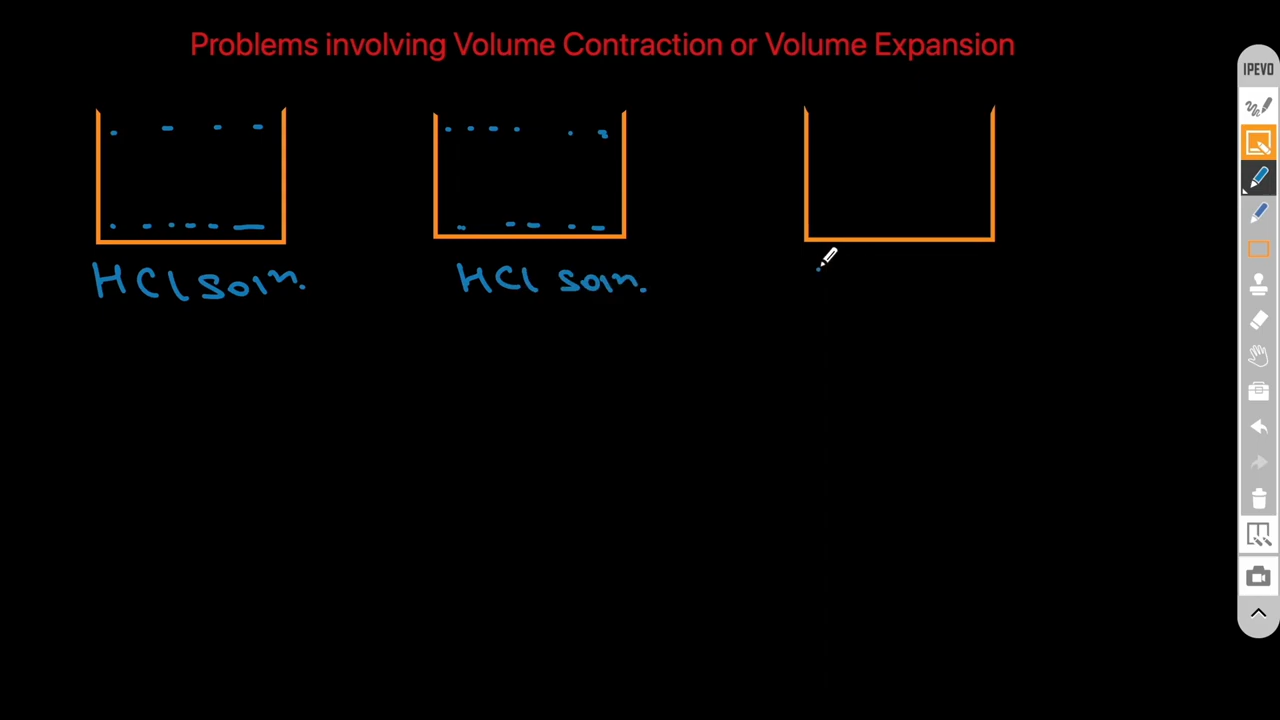 Problems involving Volume Contraction or Volume Expansion
IPEVO
HCl soln.
HCl soln.